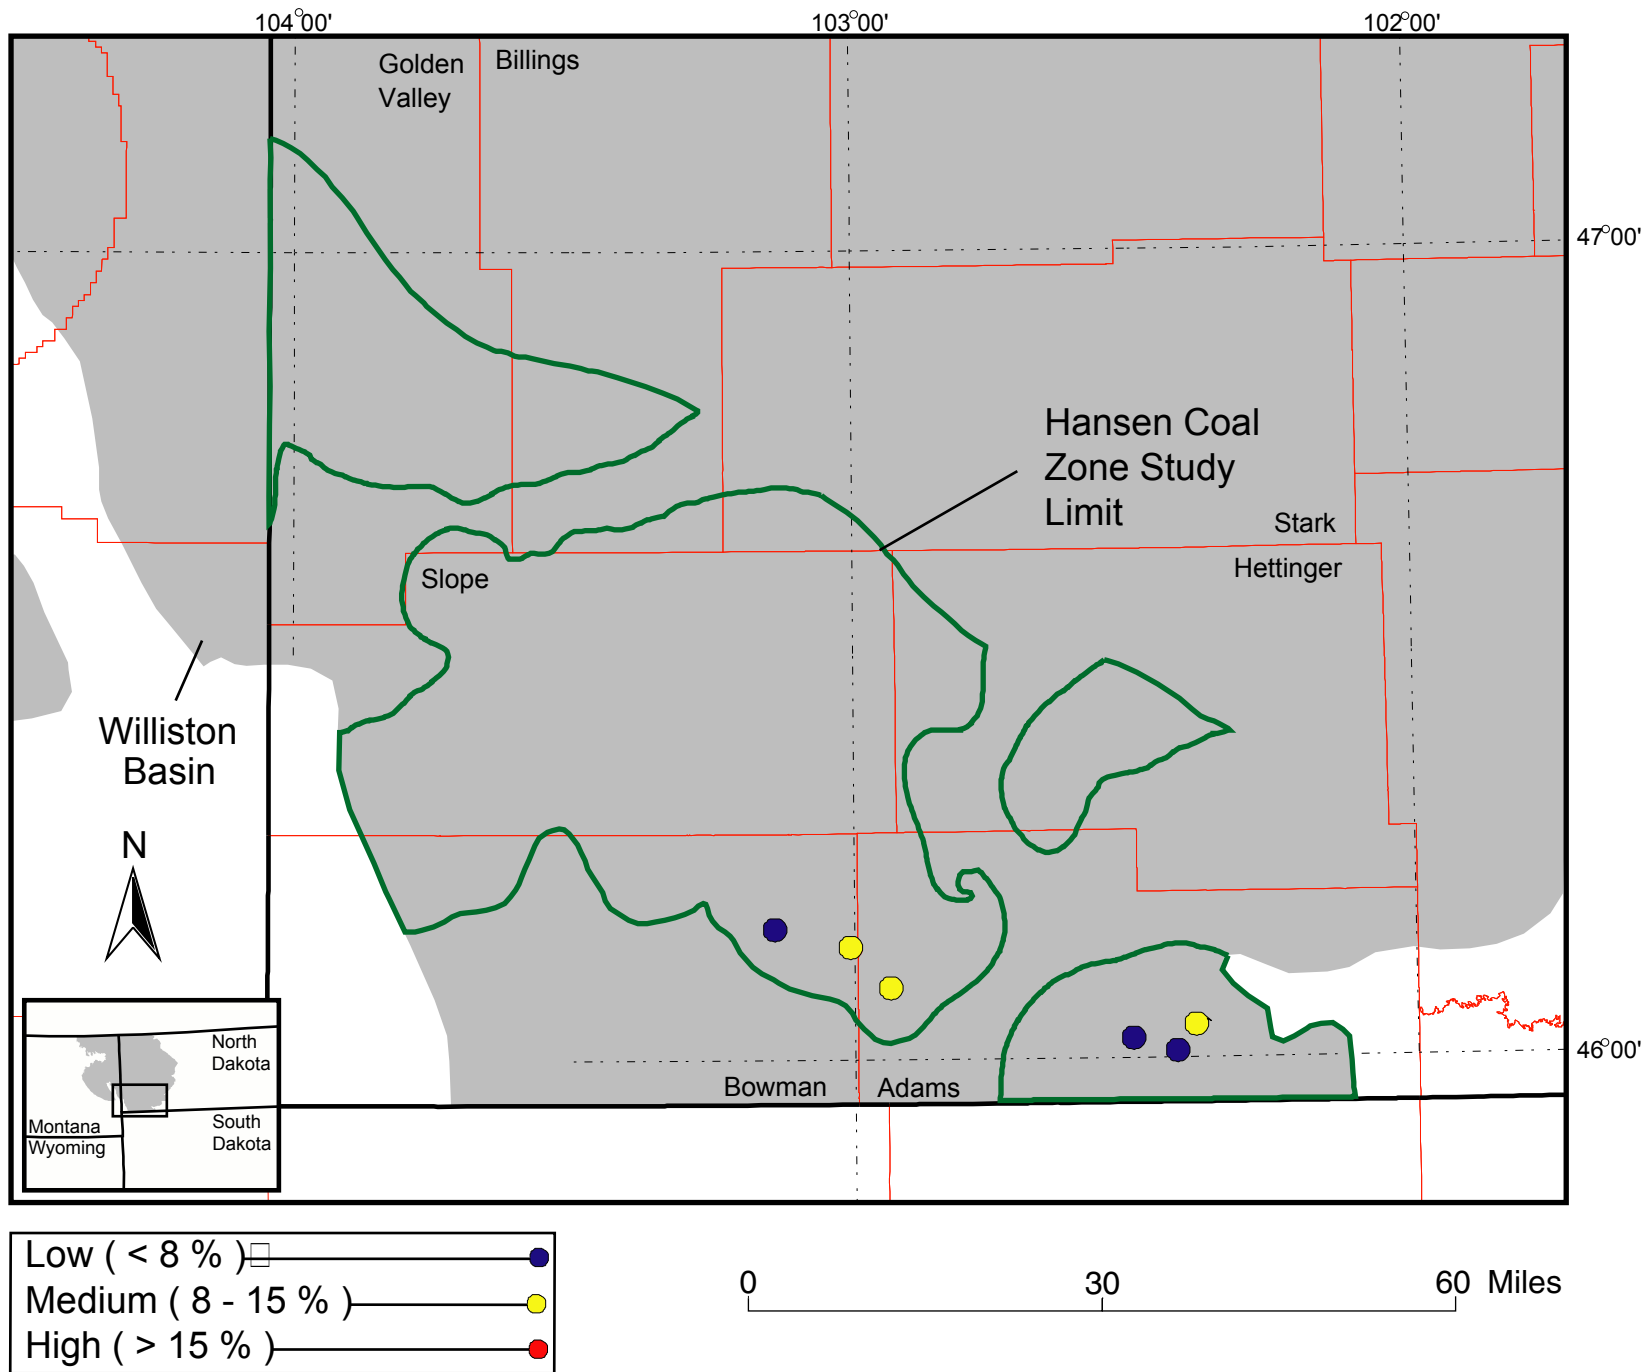 104°00'
103°00'
102°00'
Golden
Valley
Billings
47°00'
Hansen Coal
Zone Study
Limit
Stark
Hettinger
Slope
Williston
Basin
N
46°00'
Bowman
Adams
North
Dakota
South
Dakota
Montana
Wyoming
Low ( < 8 % )
Medium ( 8 - 15 % )
High ( > 15 % )
0 30 60 Miles